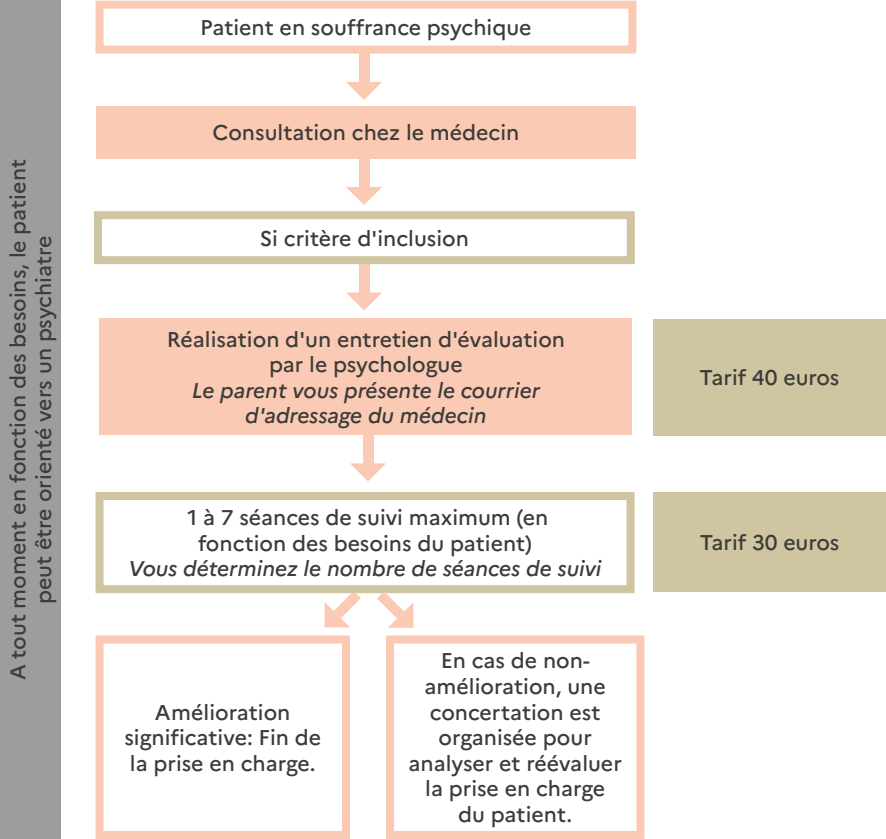 A tout moment en fonction des besoins, le patient
peut être orienté vers un psychiatre
Patient en souffrance psychique
Consultation chez le médecin
Si critère d'inclusion
Réalisation d'un entretien d'évaluation
par le psychologue
Le parent vous présente le courrier
d'adressage du médecin
Tarif 40 euros
1 à 7 séances de suivi maximum (en
fonction des besoins du patient)
Vous déterminez le nombre de séances de suivi
Tarif 30 euros
Amélioration
significative: Fin de
la prise en charge.
En cas de non-
amélioration, une
concertation est
organisée pour
analyser et réévaluer
la prise en charge
du patient.